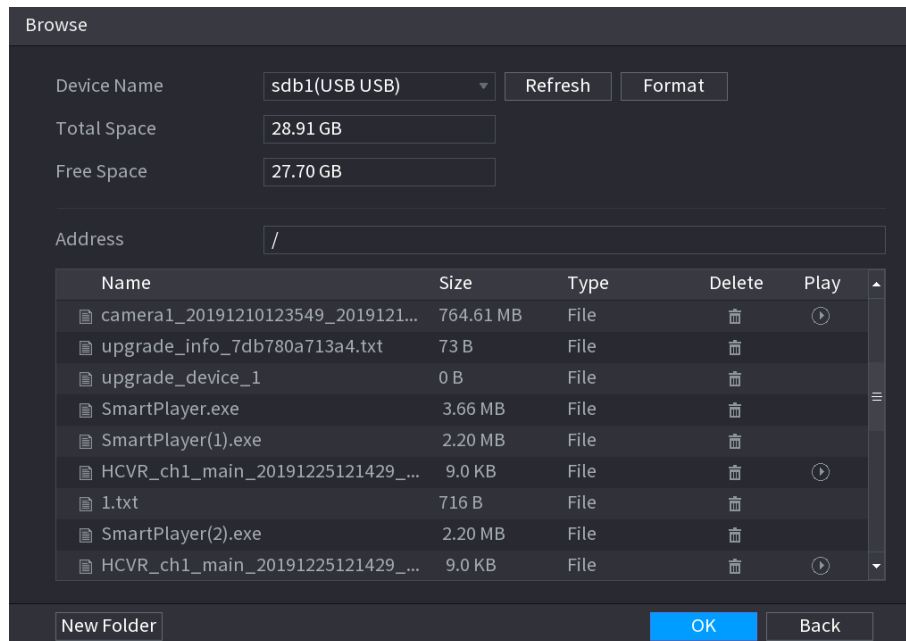 Browse
Device Name sdb1(USB USB) Refresh Format
Total Space 28.91 GB
Free Space 27.70 GB
Address /
Name Size Type Delete Play
camera1_20191210123549_2019121... 764.61 MB File
upgrade_info_7db780a713a4.txt 73 B File
upgrade_device_1 0 B File
SmartPlayer.exe 3.66 MB File
SmartPlayer(1).exe 2.20 MB File
HCVR_ch1_main_20191225121429_... 9.0 KB File
1.txt 716 B File
SmartPlayer(2).exe 2.20 MB File
HCVR_ch1_main_20191225121429_... 9.0 KB File
New Folder OK Back